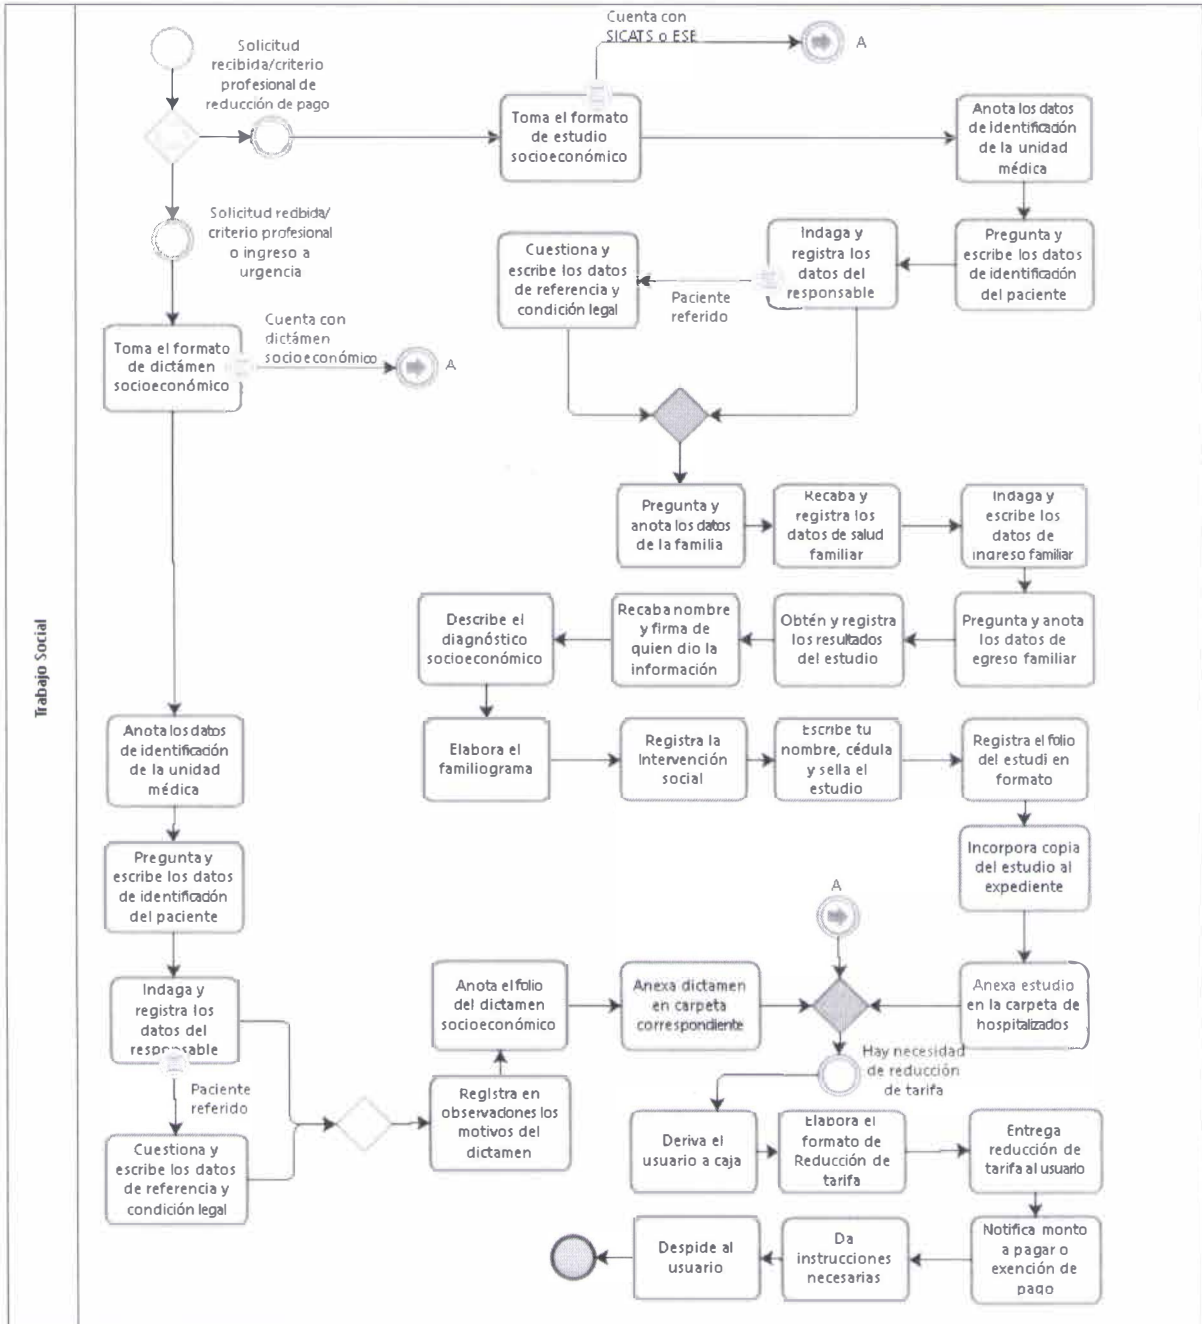 Trabajo Social
Solicitud
recibida/criterio
profesional de
reducción de pago
Cuenta con
SICATS o ESE
A
Toma el formato
de estudio
socioeconómico
Anota los datos
de identificación
de la unidad
médica
Solicitud recibida/
criterio profesional
o ingreso a
urgencia
Cuestiona y
escribe los datos
de referencia y
condición legal
Paciente
referido
Indaga y
registra los
datos del
responsable
Pregunta y
escribe los datos
de identificación
del paciente
Toma el formato
de dictámen
socioeconómico
Cuenta con
dictámen
socioeconómico
A
Pregunta y
anota los datos
de la familia
Recaba y
registra los
datos de salud
familiar
Indaga y
escribe los
datos de
ingreso familiar
Describe el
diagnóstico
socioeconómico
Recaba nombre
y firma de
quien dio la
información
Obtén y registra
los resultados
del estudio
Pregunta y anota
los datos de
egreso familiar
Elabora el
familiograma
Registra la
Intervención
social
Escribe tu
nombre, cédula
y sella el
estudio
Registra el folio
del estudi en
formato
Anota los datos
de identificación
de la unidad
médica
Incorpora copia
del estudio al
expediente
Pregunta y
escribe los datos
de identificación
del paciente
A
Indaga y
registra los
datos del
responsable
Anota el folio
del dictamen
socioeconómico
Anexa dictamen
en carpeta
correspondiente
Anexa estudio
en la carpeta de
hospitalizados
Paciente
referido
Hay necesidad
de reducción
de tarifa
Registra en
observaciones los
motivos del
dictamen
Cuestiona y
escribe los datos
de referencia y
condición legal
Deriva el
usuario a caja
Elabora el
formato de
Reducción de
tarifa
Entrega
reducción de
tarifa al usuario
Despide al
usuario
Da
instrucciones
necesarias
Notifica monto
a pagar o
exención de
pago